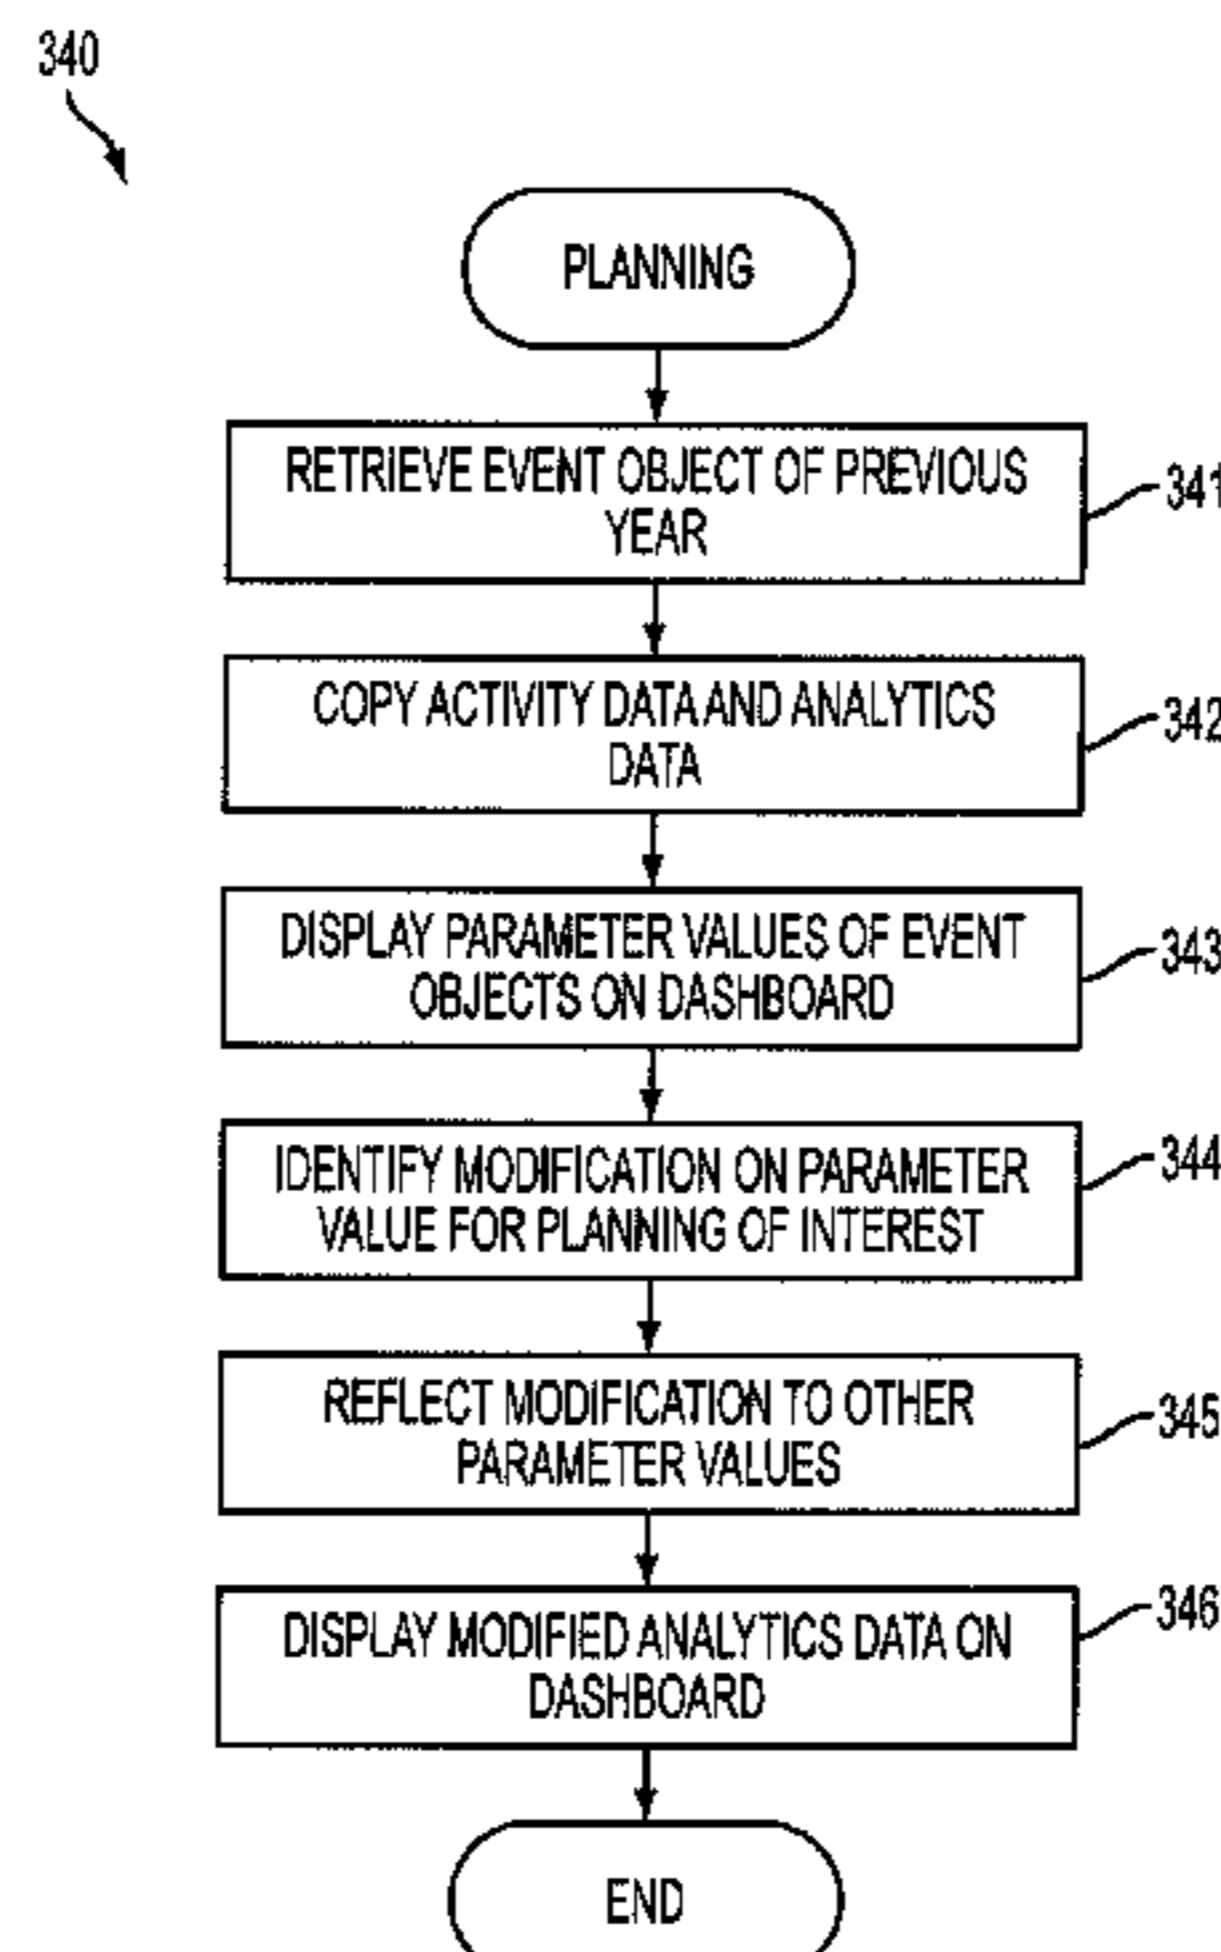 340
PLANNING
RETRIEVE EVENT OBJECT OF PREVIOUS
YEAR
341
COPY ACTIVITY DATA AND ANALYTICS
DATA
342
DISPLAY PARAMETER VALUES OF EVENT
OBJECTS ON DASHBOARD
343
IDENTIFY MODIFICATION ON PARAMETER
VALUE FOR PLANNING OF INTEREST
344
REFLECT MODIFICATION TO OTHER
PARAMETER VALUES
345
DISPLAY MODIFIED ANALYTICS DATA ON
DASHBOARD
346
END